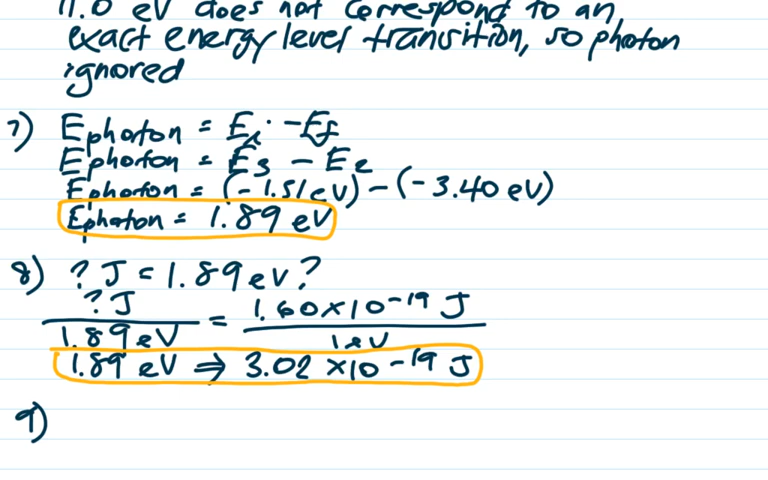 11.0 eV does not correspond to an
exact energy level transition, so photon
ignored
7) Ephoton = Ei - Ef
Ephoton = E3 - E2
Ephoton = (-1.51 eV) - (-3.40 eV)
Ephoton = 1.89 eV
8) ? J = 1.89 eV?
? J / 1.89 eV = 1.60 × 10^-19 J / 1 eV
1.89 eV ⇒ 3.02 × 10^-19 J
9)